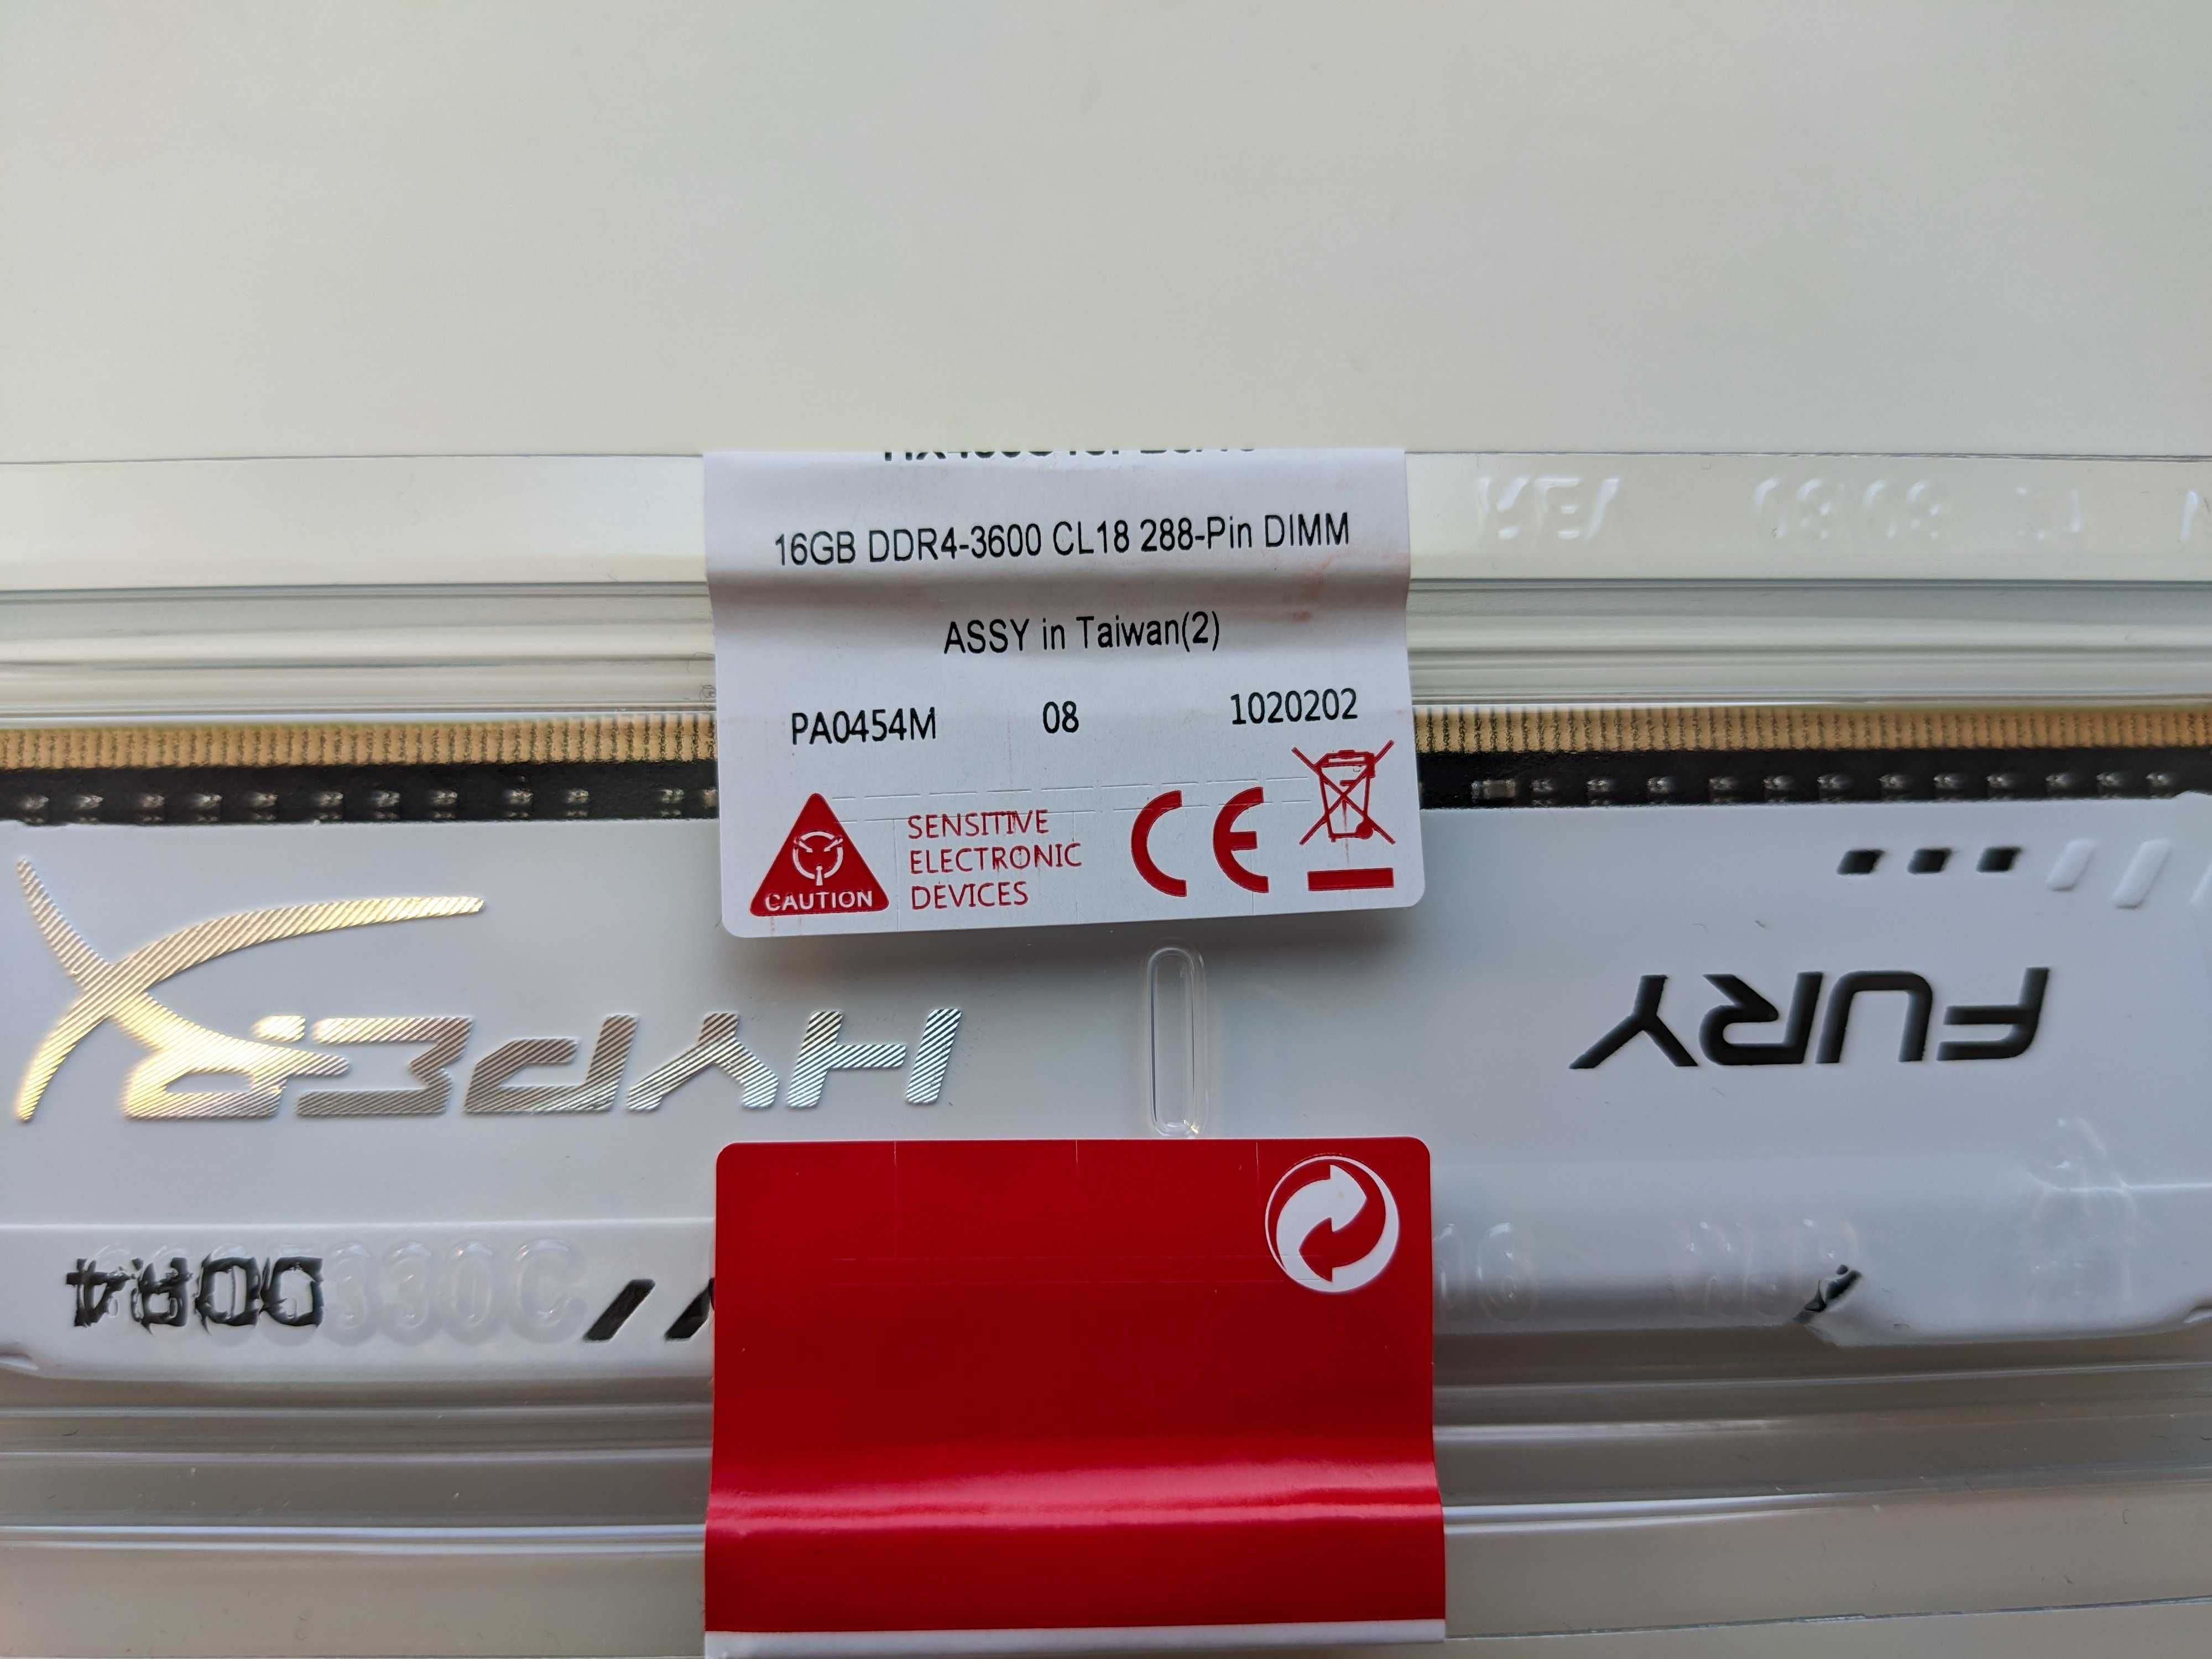 16GB DDR4-3600 CL18 288-Pin DIMM
ASSY in Taiwan(2)
PA0454M 08 1020202
CAUTION
SENSITIVE
ELECTRONIC
DEVICES
CE
FURY
HYPERX
DDR4